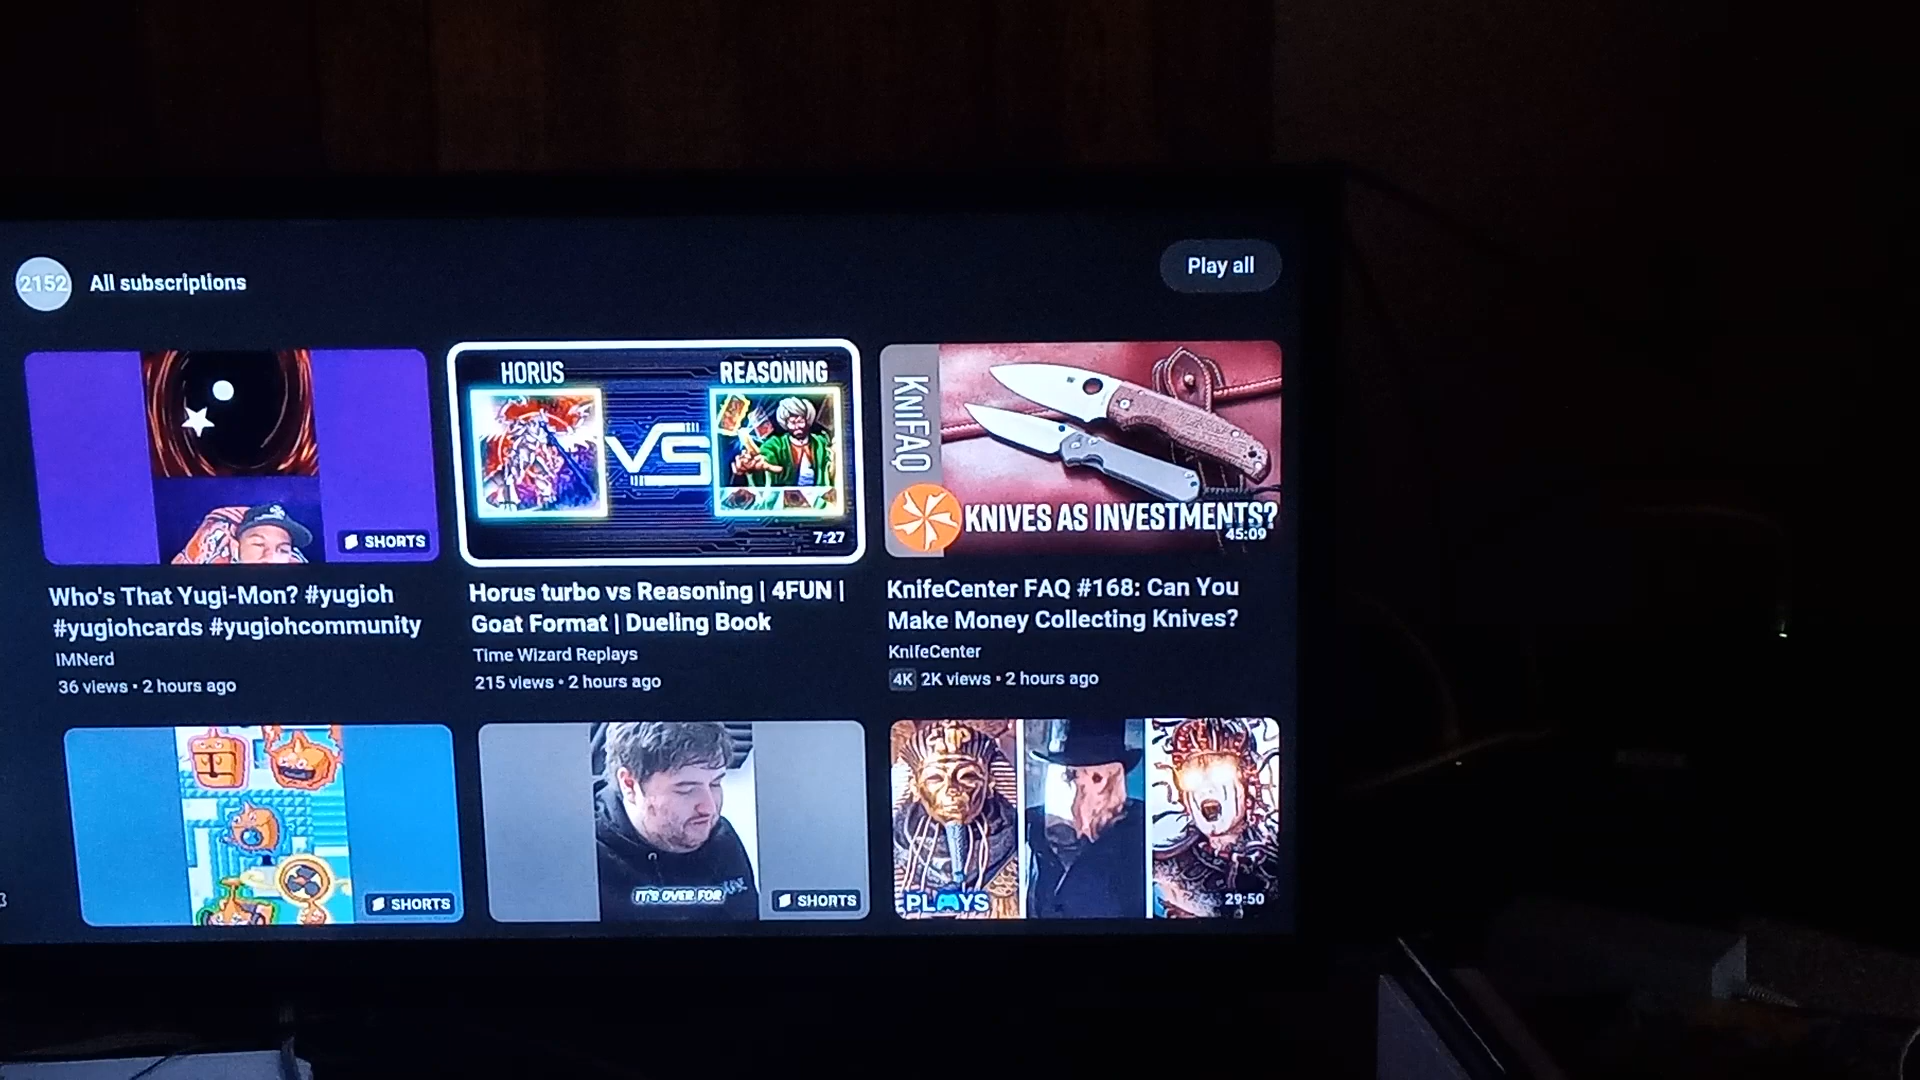 2152 All subscriptions
Play all
SHORTS
HORUS
REASONING
VS
7:27
KNIFAQ
KNIVES AS INVESTMENTS?
45:09
Who's That Yugi-Mon? #yugioh
#yugiohcards #yugiohcommunity
IMNerd
36 views • 2 hours ago
Horus turbo vs Reasoning | 4FUN |
Goat Format | Dueling Book
Time Wizard Replays
215 views • 2 hours ago
KnifeCenter FAQ #168: Can You
Make Money Collecting Knives?
KnifeCenter
4K 2K views • 2 hours ago
SHORTS
IT'S OVER FOR
SHORTS
PLAYS
29:50